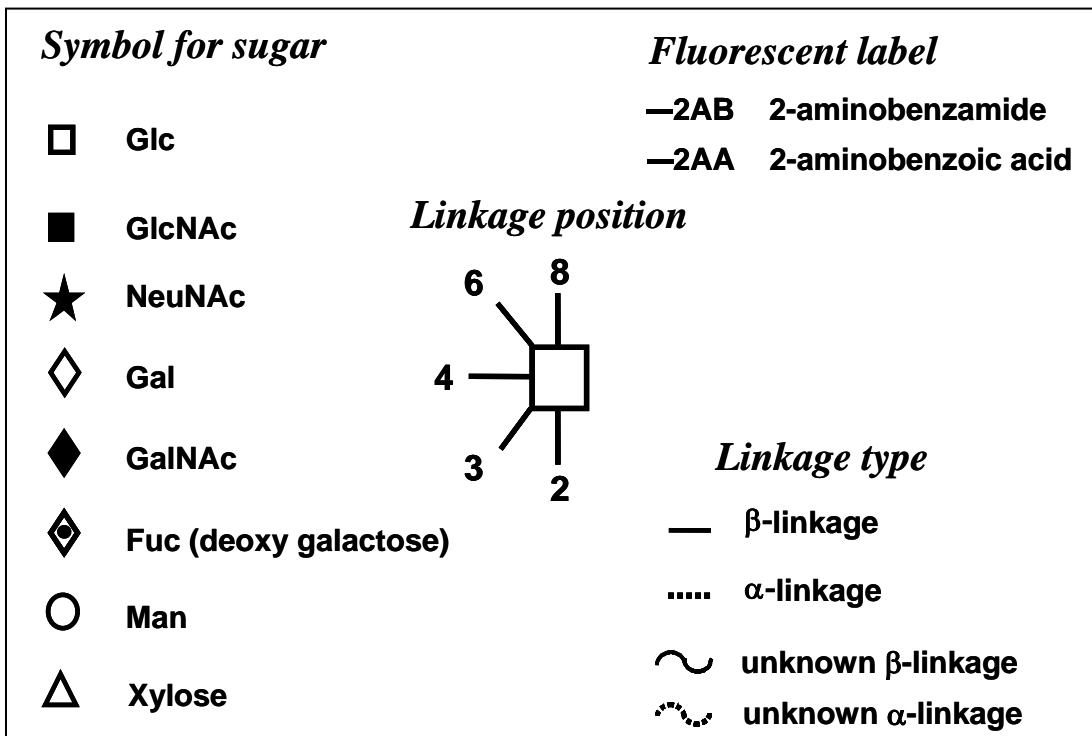 Symbol for sugar
Glc
GlcNAc
NeuNAc
Gal
GalNAc
Fuc (deoxy galactose)
Man
Xylose
Fluorescent label
—2AB 2-aminobenzamide
—2AA 2-aminobenzoic acid
Linkage position
6
8
4
3
2
Linkage type
β-linkage
α-linkage
unknown β-linkage
unknown α-linkage